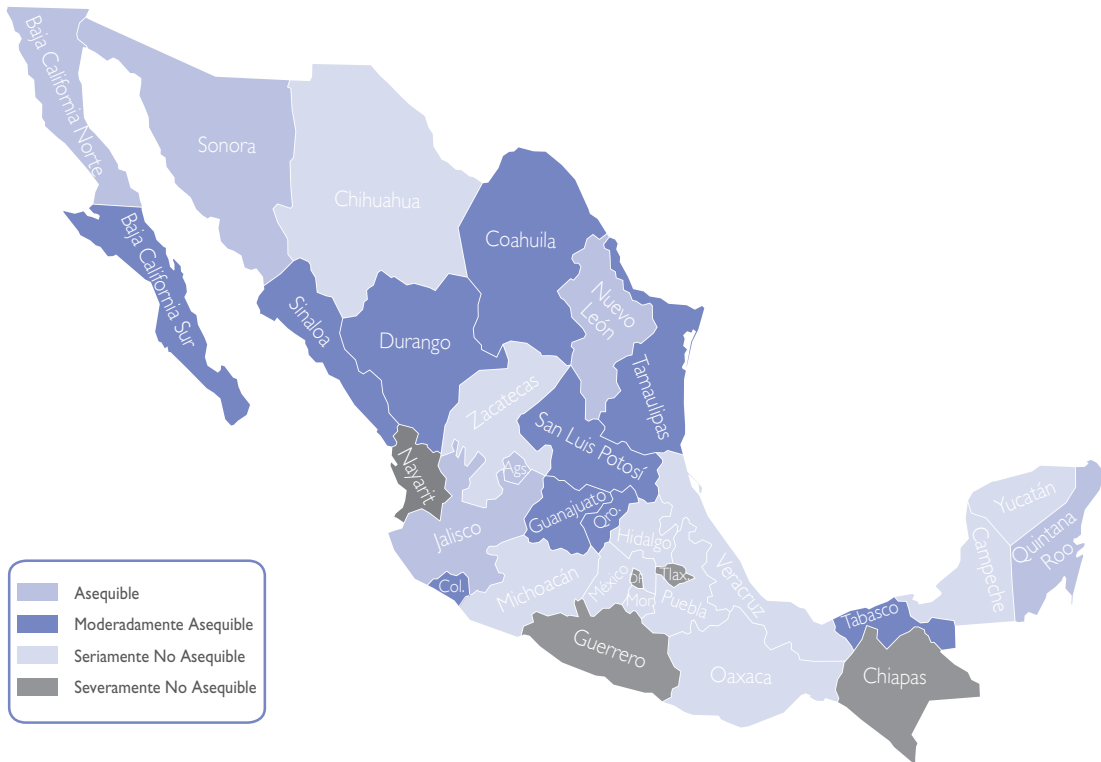 Baja California Norte
Sonora
Chihuahua
Coahuila
Baja California Sur
Sinaloa
Durango
Nuevo
León
Tamaulipas
Zacatecas
San Luis Potosí
Nayarit
Ags.
Guanajuato
Qro.
Jalisco
Hidalgo
Yucatán
Quintana
Roo
Campeche
Veracruz
Michoacán
México
DF
Tlax.
Mor.
Puebla
Col.
Tabasco
Guerrero
Oaxaca
Chiapas
Asequible
Moderadamente Asequible
Seriamente No Asequible
Severamente No Asequible